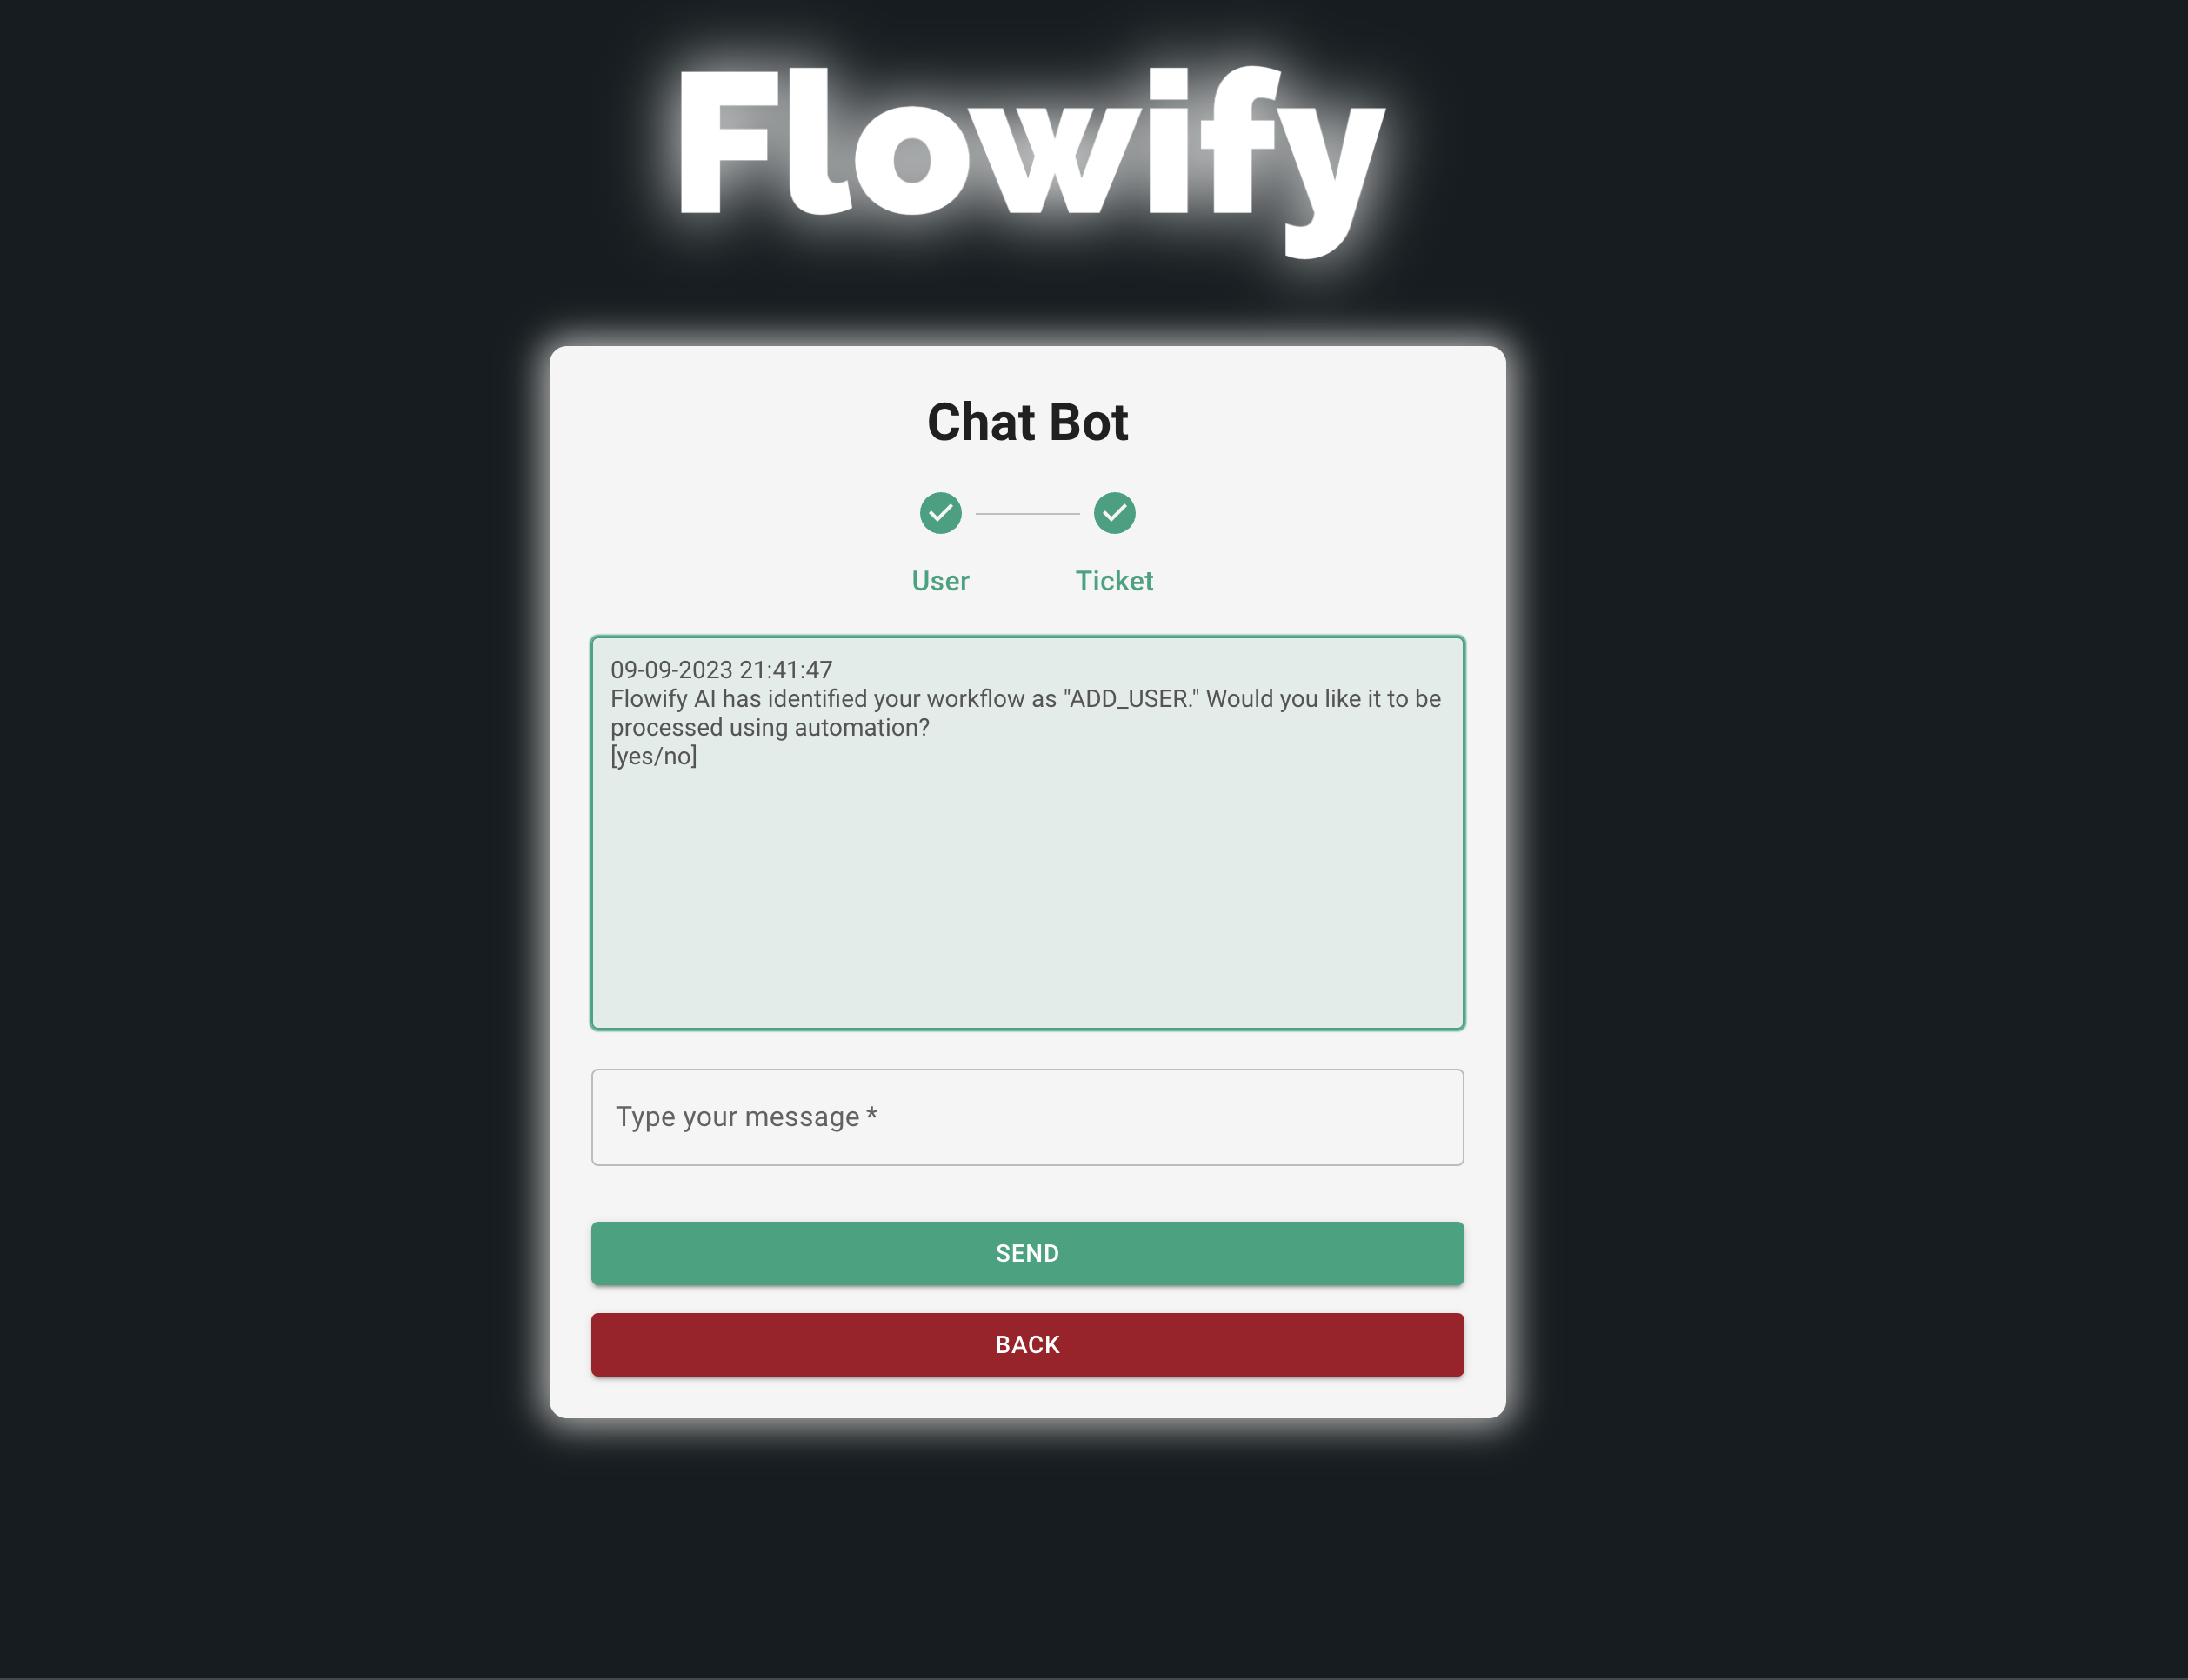 Flowify
Chat Bot
User
Ticket
09-09-2023 21:41:47
Flowify AI has identified your workflow as "ADD_USER." Would you like it to be
processed using automation?
[yes/no]
Type your message *
SEND
BACK